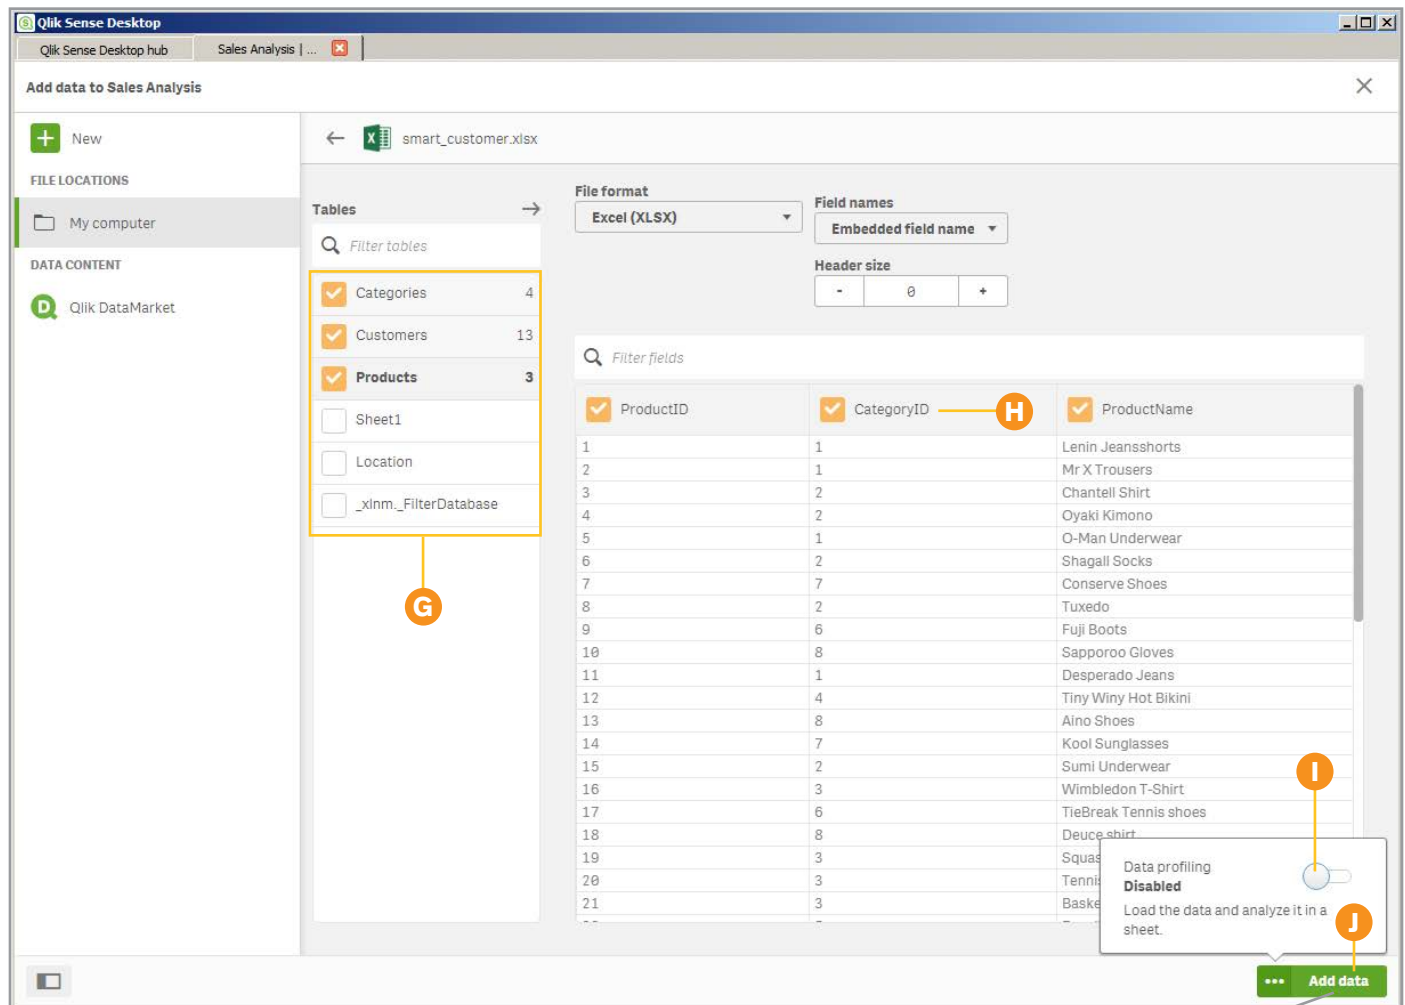 Qlik Sense Desktop
Qlik Sense Desktop hub
Sales Analysis | ...
Add data to Sales Analysis
New
FILE LOCATIONS
My computer
DATA CONTENT
Qlik DataMarket
smart_customer.xlsx
Tables
Filter tables
Categories 4
Customers 13
Products 3
Sheet1
Location
_xlnm._FilterDatabase
G
File format
Excel (XLSX)
Field names
Embedded field name
Header size
- 0 +
Filter fields
ProductID CategoryID H ProductName
1 1 Lenin Jeansshorts
2 1 Mr X Trousers
3 2 Chantell Shirt
4 2 Oyaki Kimono
5 1 O-Man Underwear
6 2 Shagall Socks
7 7 Conserve Shoes
8 2 Tuxedo
9 6 Fuji Boots
10 8 Sapporoo Gloves
11 1 Desperado Jeans
12 4 Tiny Winy Hot Bikini
13 8 Aino Shoes
14 7 Kool Sunglasses
15 2 Sumi Underwear
16 3 Wimbledon T-Shirt
17 6 TieBreak Tennis shoes
18 8 Deuce shirt
19 3 Squas
20 3 Tenni
21 3 Baske
I
Data profiling
Disabled
Load the data and analyze it in a
sheet.
J
... Add data